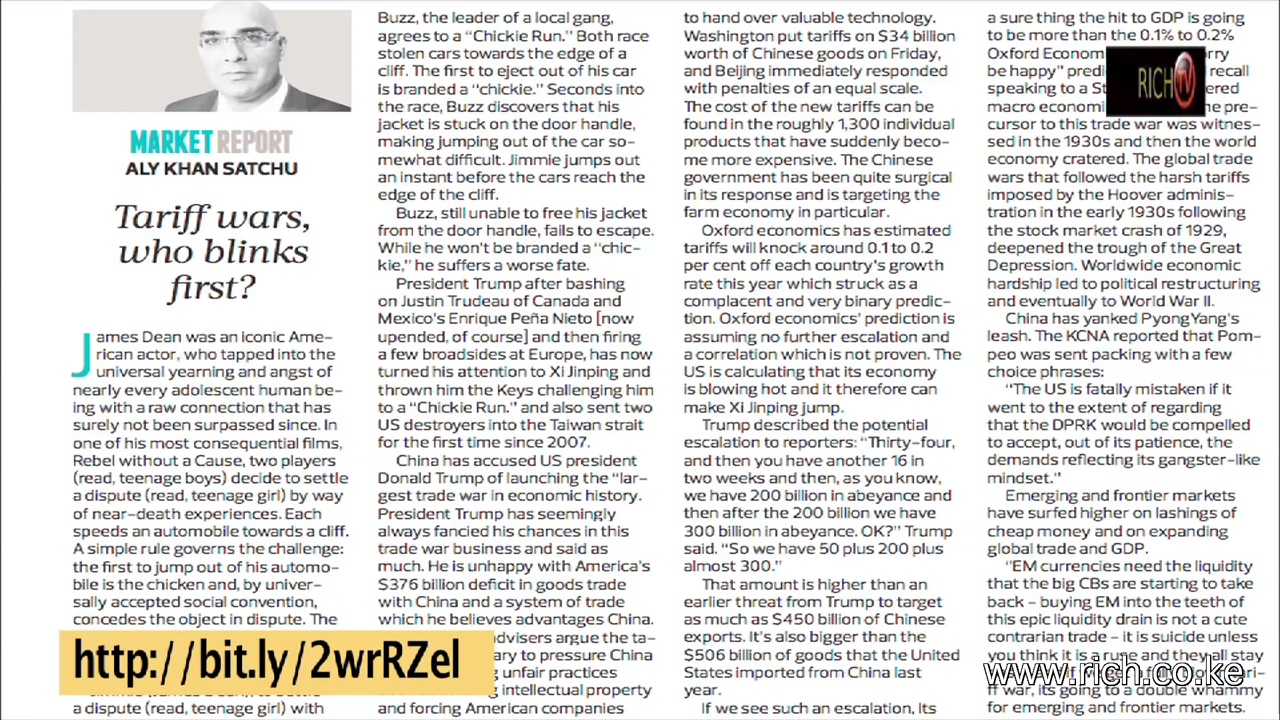 MARKET REPORT
ALY KHAN SATCHU
Tariff wars,
who blinks
first?
James Dean was an iconic Ame-
rican actor, who tapped into the
universal yearning and angst of
nearly every adolescent human be-
ing with a raw connection that has
surely not been surpassed since. In
one of his most consequential films,
Rebel without a Cause, two players
(read, teenage boys) decide to settle
a dispute (read, teenage girl) by way
of near-death experiences. Each
speeds an automobile towards a cliff.
A simple rule governs the challenge:
the first to jump out of his automo-
bile is the chicken and, by univer-
sally accepted social convention,
concedes the object in dispute. The
http://bit.ly/2wrRZel
a dispute (read, teenage girl) with
Buzz, the leader of a local gang,
agrees to a “Chickie Run.” Both race
stolen cars towards the edge of a
cliff. The first to eject out of his car
is branded a “chickie.” Seconds into
the race, Buzz discovers that his
jacket is stuck on the door handle,
making jumping out of the car so-
mewhat difficult. Jimmie jumps out
an instant before the cars reach the
edge of the cliff.
Buzz, still unable to free his jacket
from the door handle, fails to escape.
While he won't be branded a “chic-
kie,” he suffers a worse fate.
President Trump after bashing
on Justin Trudeau of Canada and
Mexico's Enrique Peña Nieto [now
upended, of course] and then firing
a few broadsides at Europe, has now
turned his attention to Xi Jinping and
thrown him the Keys challenging him
to a “Chickie Run.” and also sent two
US destroyers into the Taiwan strait
for the first time since 2007.
China has accused US president
Donald Trump of launching the “lar-
gest trade war in economic history.
President Trump has seemingly
always fancied his chances in this
trade war business and said as
much. He is unhappy with America's
$376 billion deficit in goods trade
with China and a system of trade
which he believes advantages China.
advisers argue the ta-
to pressure China
unfair practices
intellectual property
and forcing American companies
to hand over valuable technology.
Washington put tariffs on $34 billion
worth of Chinese goods on Friday,
and Beijing immediately responded
with penalties of an equal scale.
The cost of the new tariffs can be
found in the roughly 1,300 individual
products that have suddenly beco-
me more expensive. The Chinese
government has been quite surgical
in its response and is targeting the
farm economy in particular.
Oxford economics has estimated
tariffs will knock around 0.1 to 0.2
per cent off each country's growth
rate this year which struck as a
complacent and very binary predic-
tion. Oxford economics' prediction is
assuming no further escalation and
a correlation which is not proven. The
US is calculating that its economy
is blowing hot and it therefore can
make Xi Jinping jump.
Trump described the potential
escalation to reporters: “Thirty-four,
and then you have another 16 in
two weeks and then, as you know,
we have 200 billion in abeyance and
then after the 200 billion we have
300 billion in abeyance. OK?” Trump
said. “So we have 50 plus 200 plus
almost 300.”
That amount is higher than an
earlier threat from Trump to target
as much as $450 billion of Chinese
exports. It's also bigger than the
$506 billion of goods that the United
States imported from China last
year.
If we see such an escalation, Its
a sure thing the hit to GDP is going
to be more than the 0.1% to 0.2%
Oxford
be happy” recall
speaking to a
macro
cursor to this trade war was witnes-
sed in the 1930s and then the world
economy cratered. The global trade
wars that followed the harsh tariffs
imposed by the Hoover adminis-
tration in the early 1930s following
the stock market crash of 1929,
deepened the trough of the Great
Depression. Worldwide economic
hardship led to political restructuring
and eventually to World War II.
China has yanked PyongYang's
leash. The KCNA reported that Pom-
peo was sent packing with a few
choice phrases:
“The US is fatally mistaken if it
went to the extent of regarding
that the DPRK would be compelled
to accept, out of its patience, the
demands reflecting its gangster-like
mindset.”
Emerging and frontier markets
have surfed higher on lashings of
cheap money and on expanding
global trade and GDP.
“EM currencies need the liquidity
that the big CBs are starting to take
back - buying EM into the teeth of
this epic liquidity drain is not a cute
contrarian trade - it is suicide unless
you think it is a rule and they all stay
www.rich.co.ke
ff war, its going to a double whammy
for emerging and frontier markets.
RICH TV